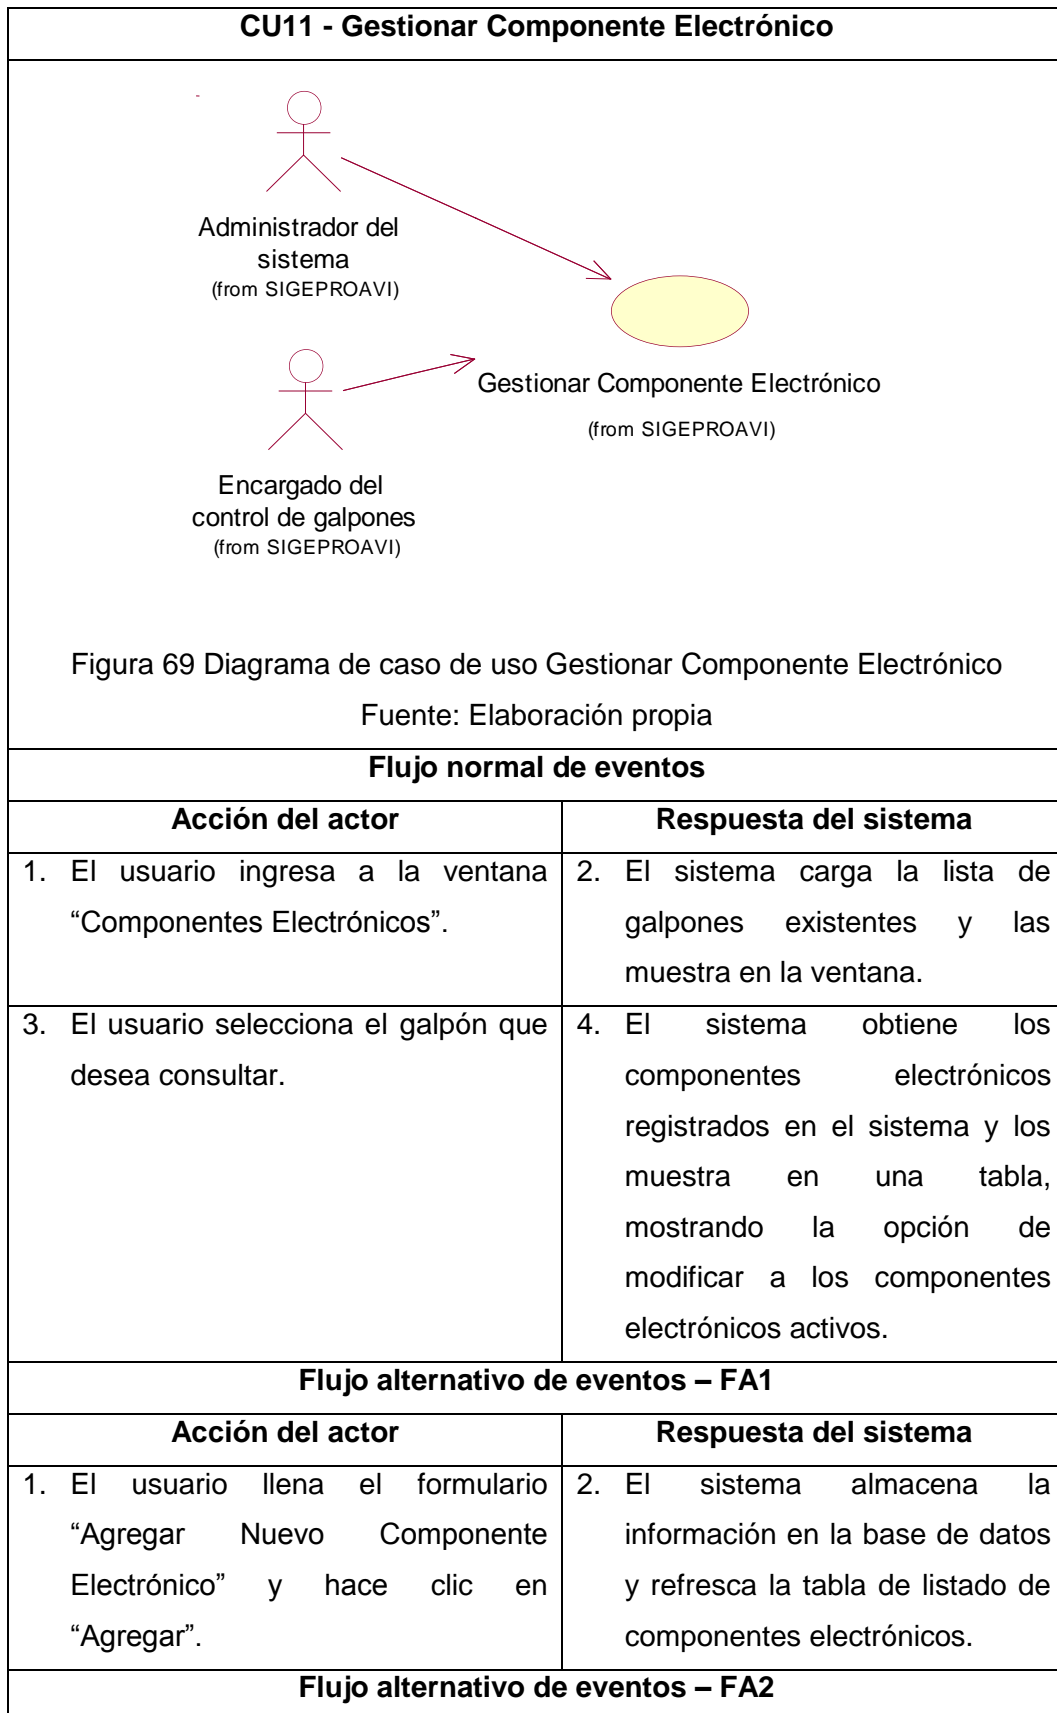 CU11 - Gestionar Componente Electrónico
Administrador del
sistema
(from SIGEPROAVI)
Gestionar Componente Electrónico
(from SIGEPROAVI)
Encargado del
control de galpones
(from SIGEPROAVI)
Figura 69 Diagrama de caso de uso Gestionar Componente Electrónico
Fuente: Elaboración propia
Flujo normal de eventos
Acción del actor
Respuesta del sistema
1. El usuario ingresa a la ventana
“Componentes Electrónicos”.
2. El sistema carga la lista de
galpones existentes y las
muestra en la ventana.
3. El usuario selecciona el galpón que
desea consultar.
4. El sistema obtiene los
componentes electrónicos
registrados en el sistema y los
muestra en una tabla,
mostrando la opción de
modificar a los componentes
electrónicos activos.
Flujo alternativo de eventos – FA1
Acción del actor
Respuesta del sistema
1. El usuario llena el formulario
“Agregar Nuevo Componente
Electrónico” y hace clic en
“Agregar”.
2. El sistema almacena la
información en la base de datos
y refresca la tabla de listado de
componentes electrónicos.
Flujo alternativo de eventos – FA2